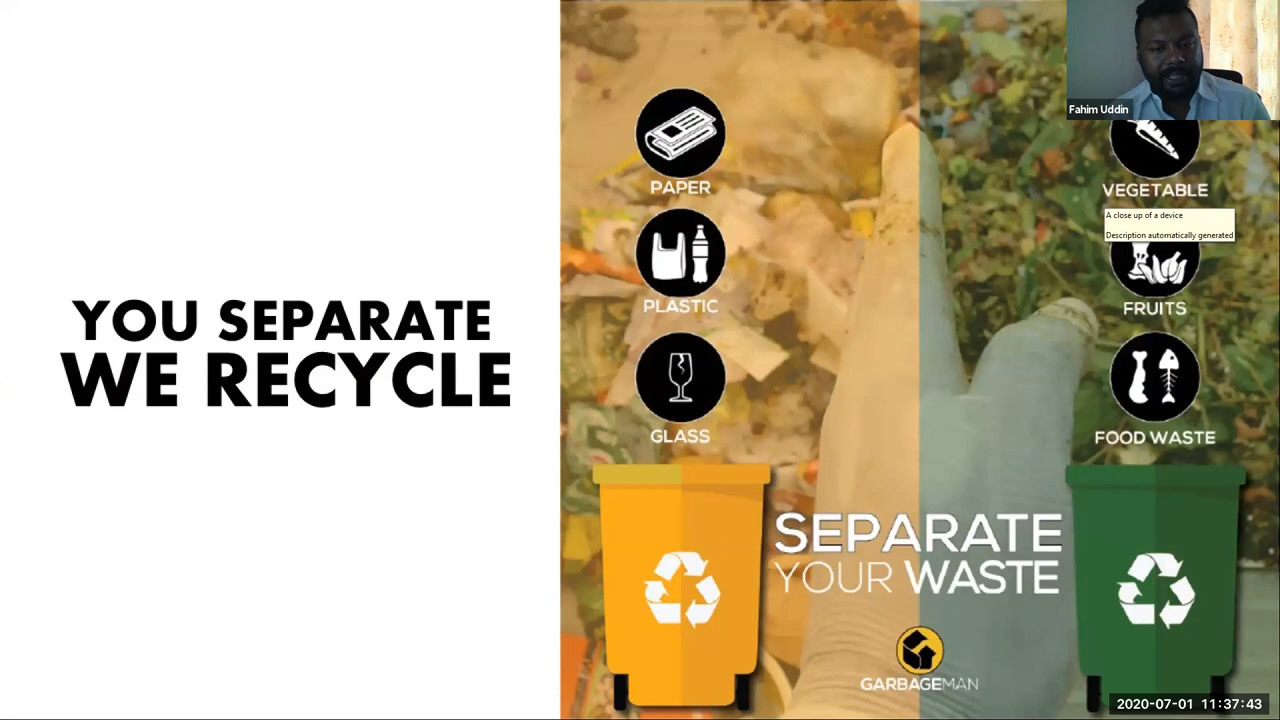 YOU SEPARATE
WE RECYCLE
PAPER
PLASTIC
GLASS
Fahim Uddin
VEGETABLE
A close up of a device
Description automatically generated
FRUITS
FOOD WASTE
SEPARATE
YOUR WASTE
GARBAGEMAN
2020-07-01 11:37:43